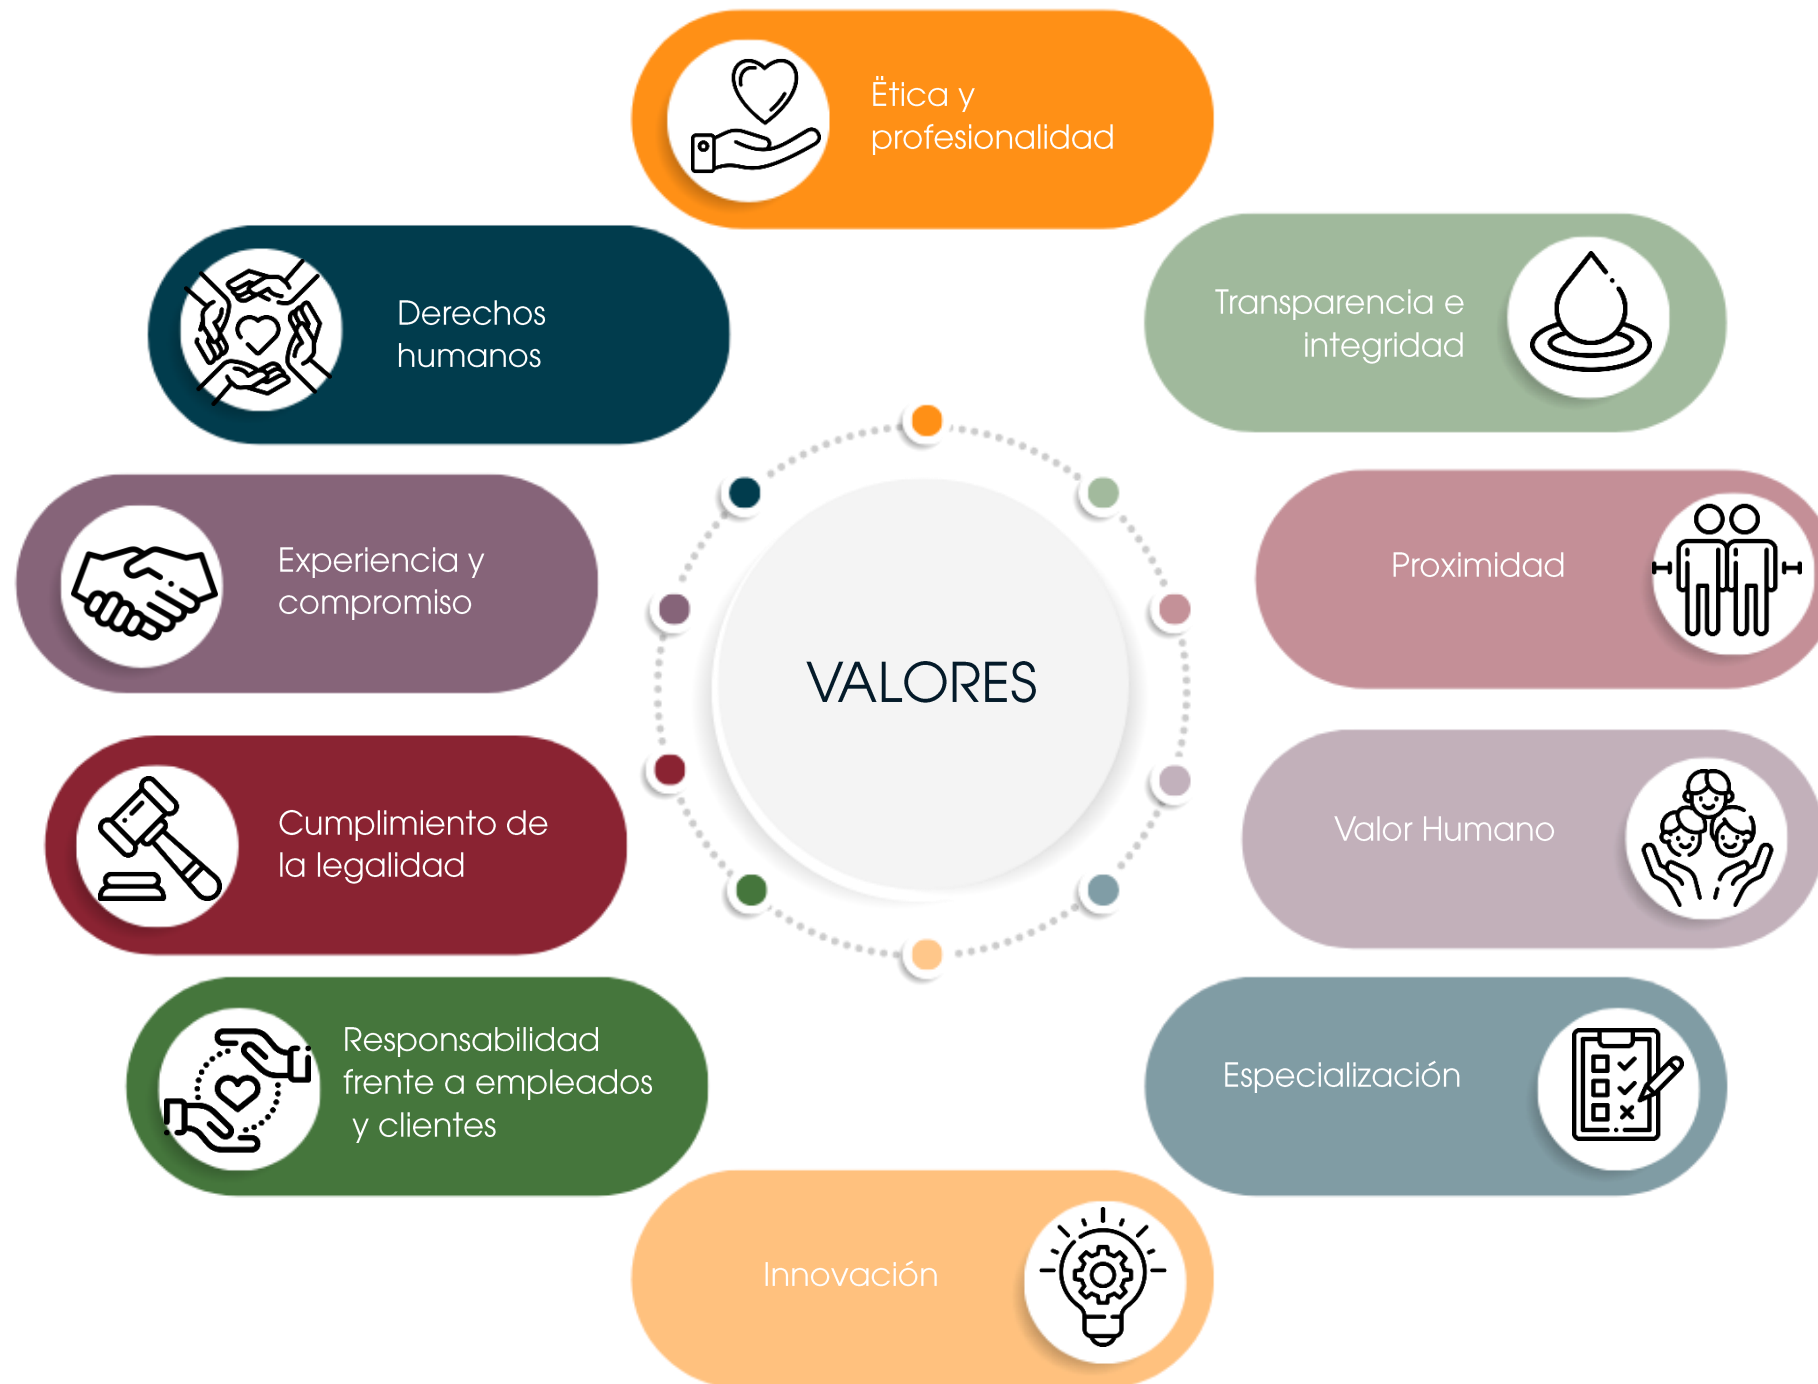 Ëtica y
profesionalidad
Derechos
humanos
Transparencia e
integridad
Experiencia y
compromiso
Proximidad
VALORES
Cumplimiento de
la legalidad
Valor Humano
Responsabilidad
frente a empleados
y clientes
Especialización
Innovación